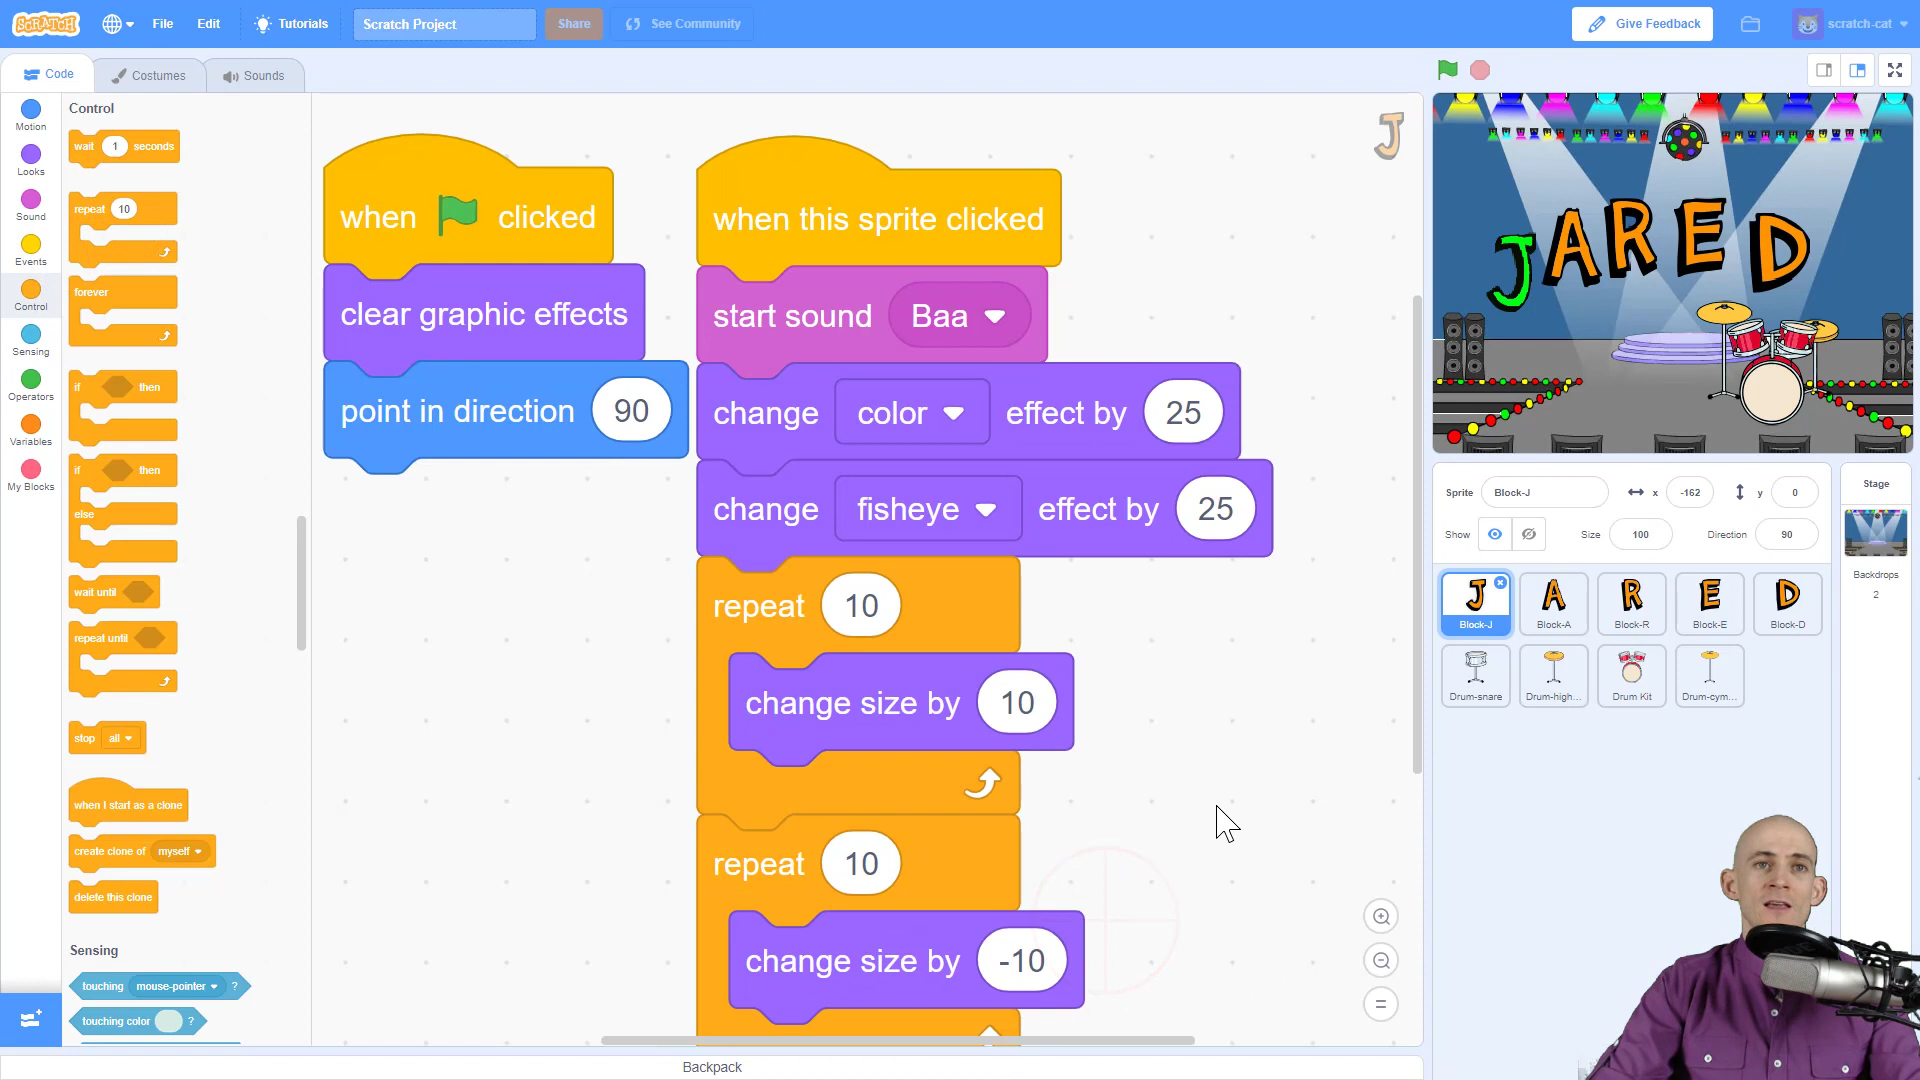 SCRATCH
File
Edit
Tutorials
Scratch Project
Share
See Community
Give Feedback
scratch-cat
Code
Costumes
Sounds
Motion
Looks
Sound
Events
Control
Sensing
Operators
Variables
My Blocks
Control
wait 1 seconds
repeat 10
forever
if then
if then
else
wait until
repeat until
stop all
when I start as a clone
create clone of myself
delete this clone
Sensing
touching mouse-pointer ?
touching color ?
when clicked
clear graphic effects
point in direction 90
when this sprite clicked
start sound Baa
change color effect by 25
change fisheye effect by 25
repeat 10
change size by 10
repeat 10
change size by -10
J
JARED
Sprite Block-J x -162 y 0
Show Size 100 Direction 90
J A R E D
Block-J Block-A Block-R Block-E Block-D
Drum-snare Drum-high... Drum Kit Drum-cym...
Stage
Backdrops
2
Backpack